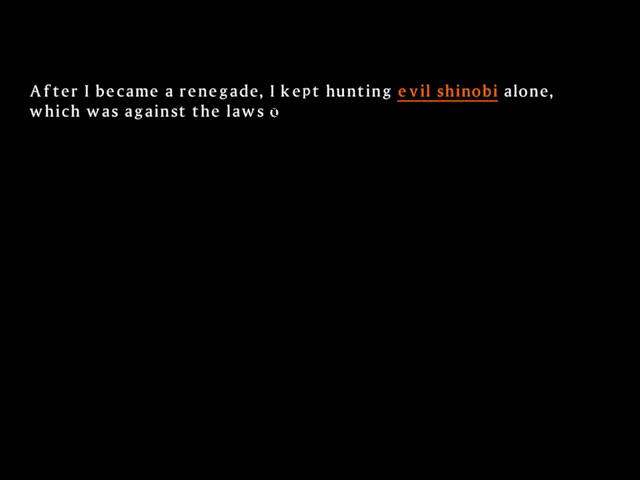 After I became a renegade, I kept hunting evil shinobi alone,
which was against the laws